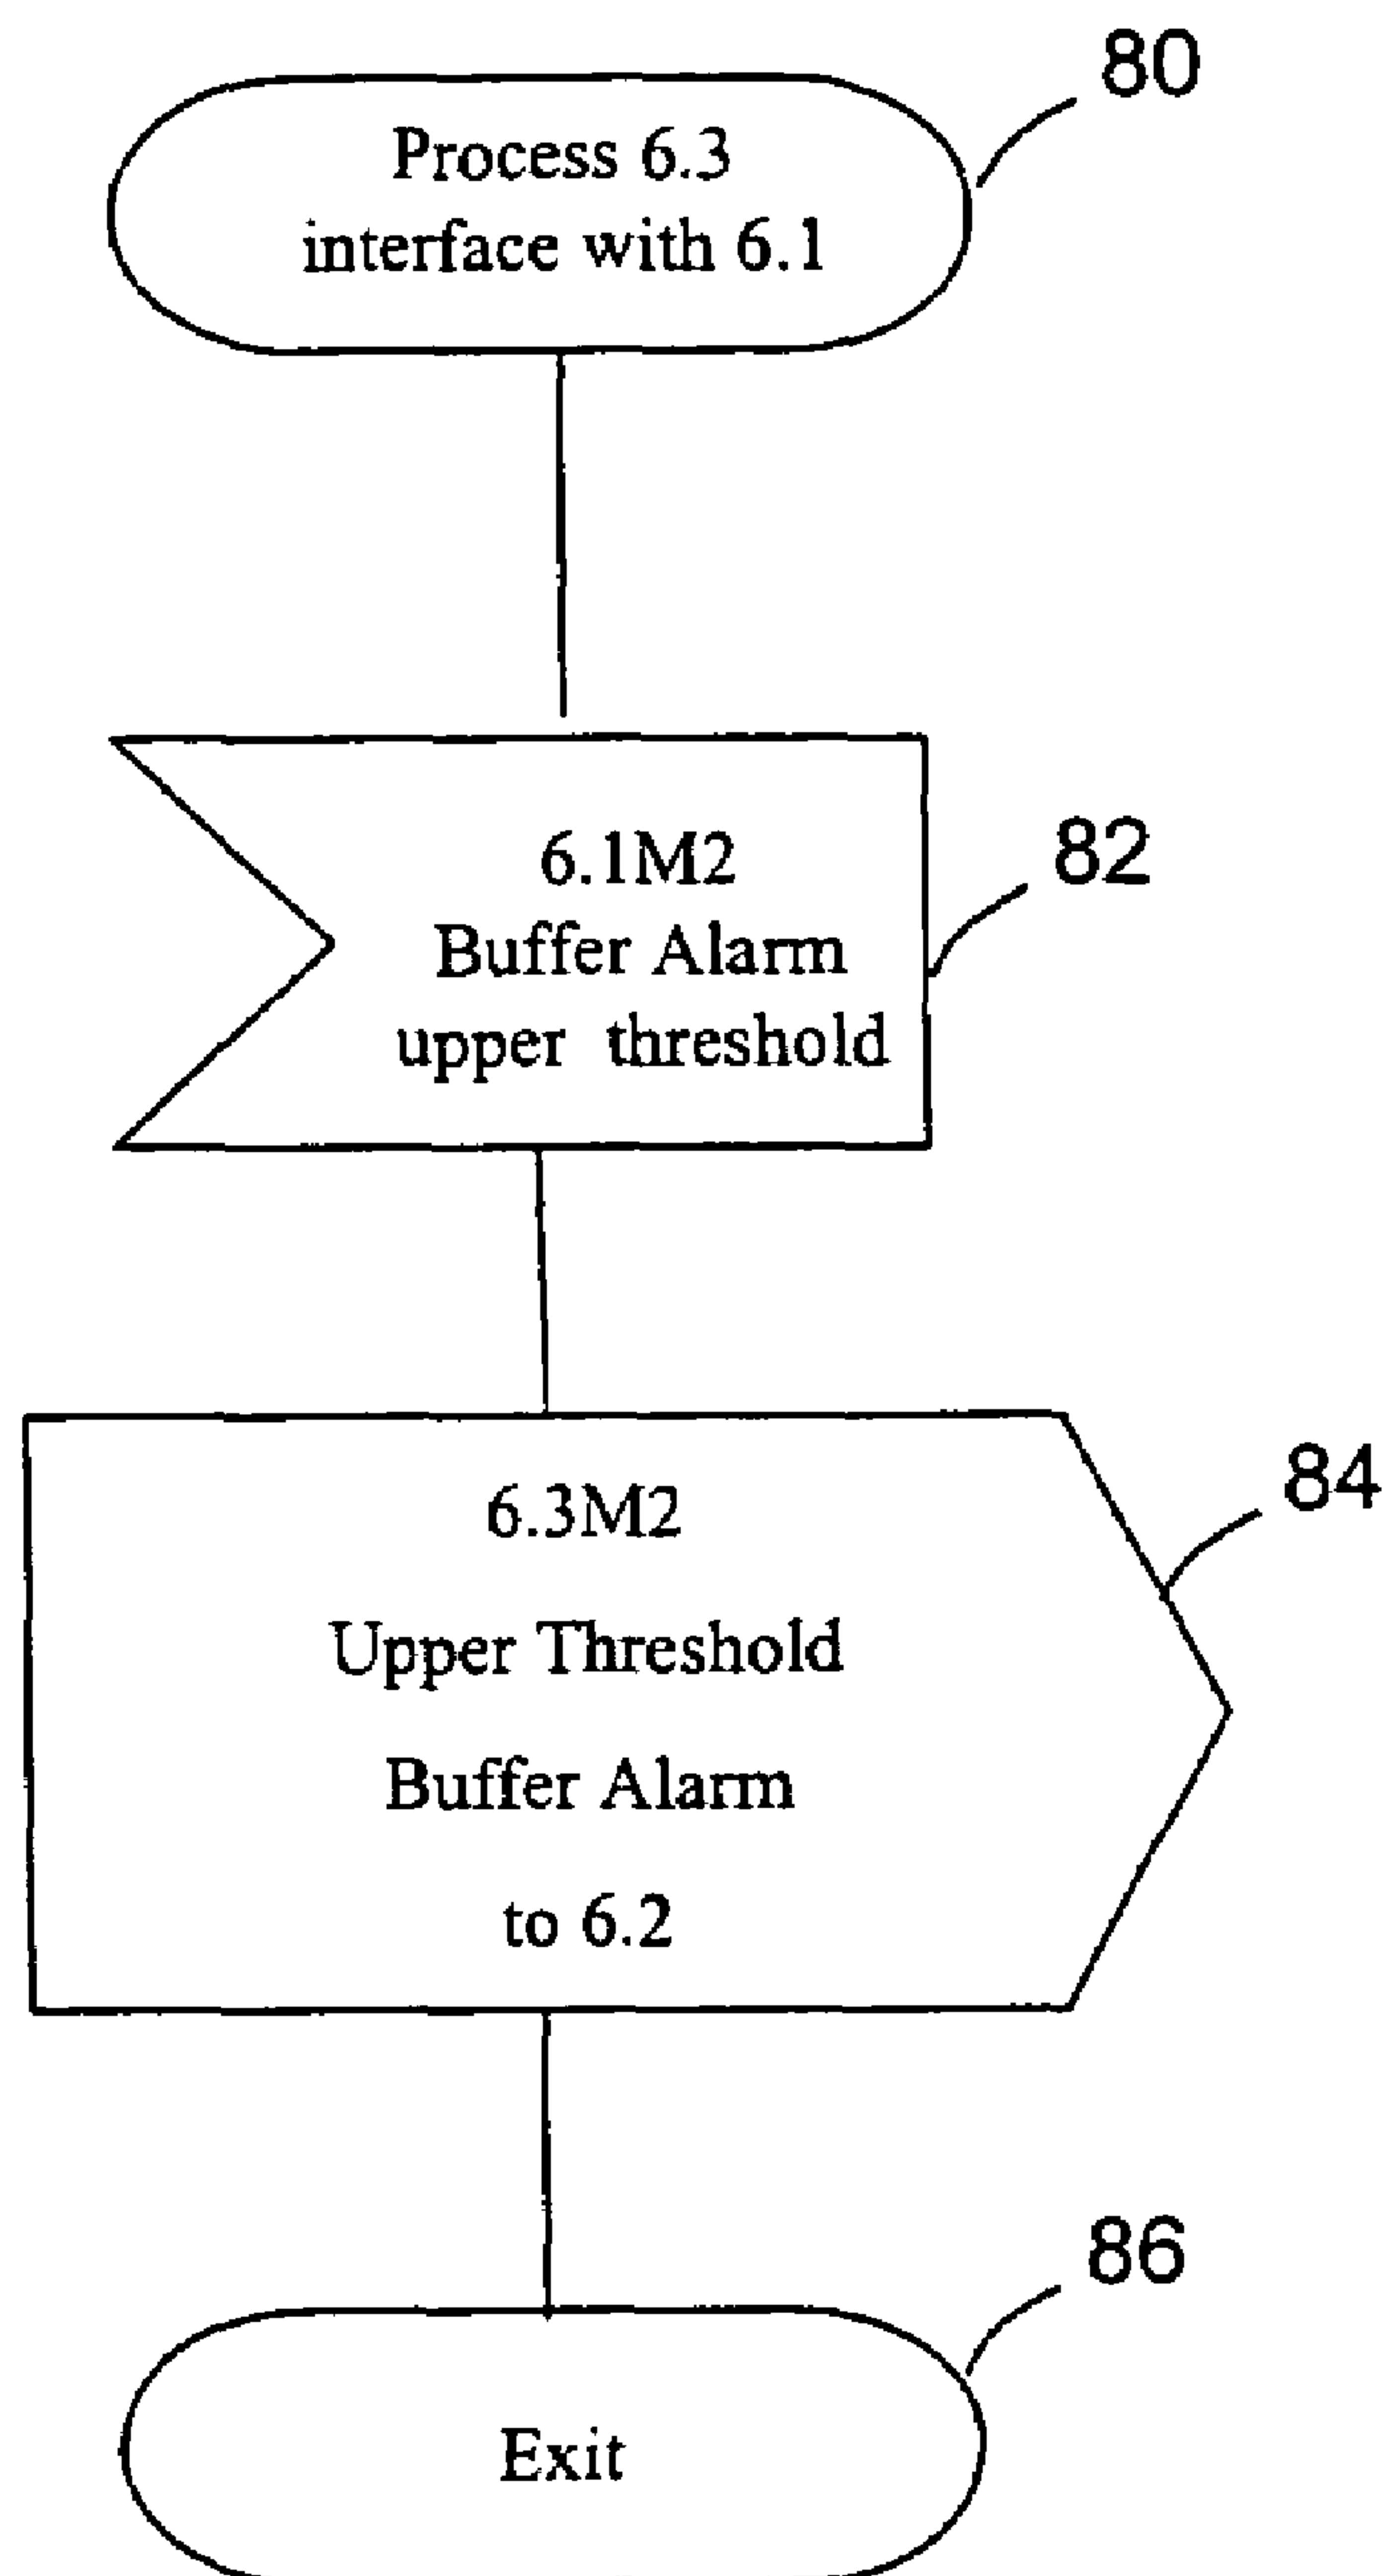 80
Process 6.3
interface with 6.1
82
6.1M2
Buffer Alarm
upper threshold
84
6.3M2
Upper Threshold
Buffer Alarm
to 6.2
86
Exit